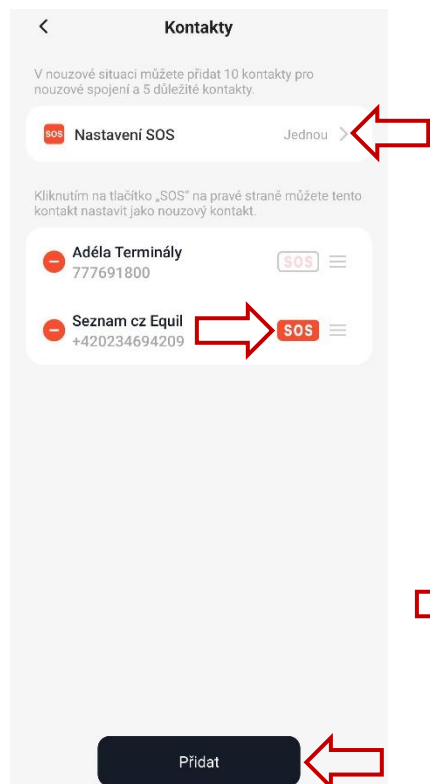 Kontakty
V nouzové situaci můžete přidat 10 kontakty pro
nouzové spojení a 5 důležité kontakty.
SOS Nastavení SOS Jednou
Kliknutím na tlačítko „SOS" na pravé straně můžete tento
kontakt nastavit jako nouzový kontakt.
Adéla Terminály
777691800 SOS
Seznam cz Equil
+420234694209 SOS
Přidat